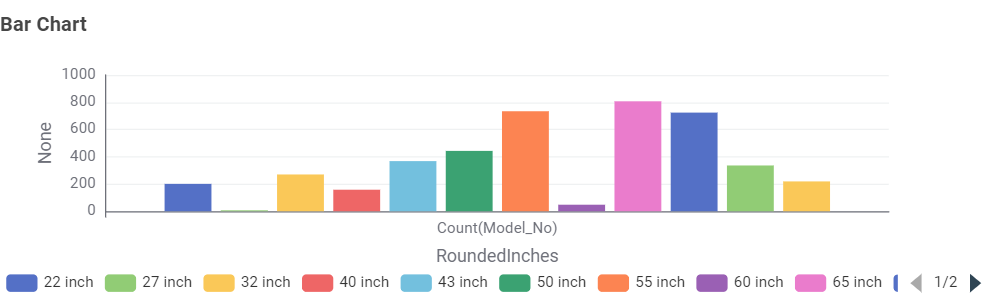 Bar Chart
1000
800
600
400
200
0
None
Count(Model_No)
RoundedInches
22 inch 27 inch 32 inch 40 inch 43 inch 50 inch 55 inch 60 inch 65 inch 1/2